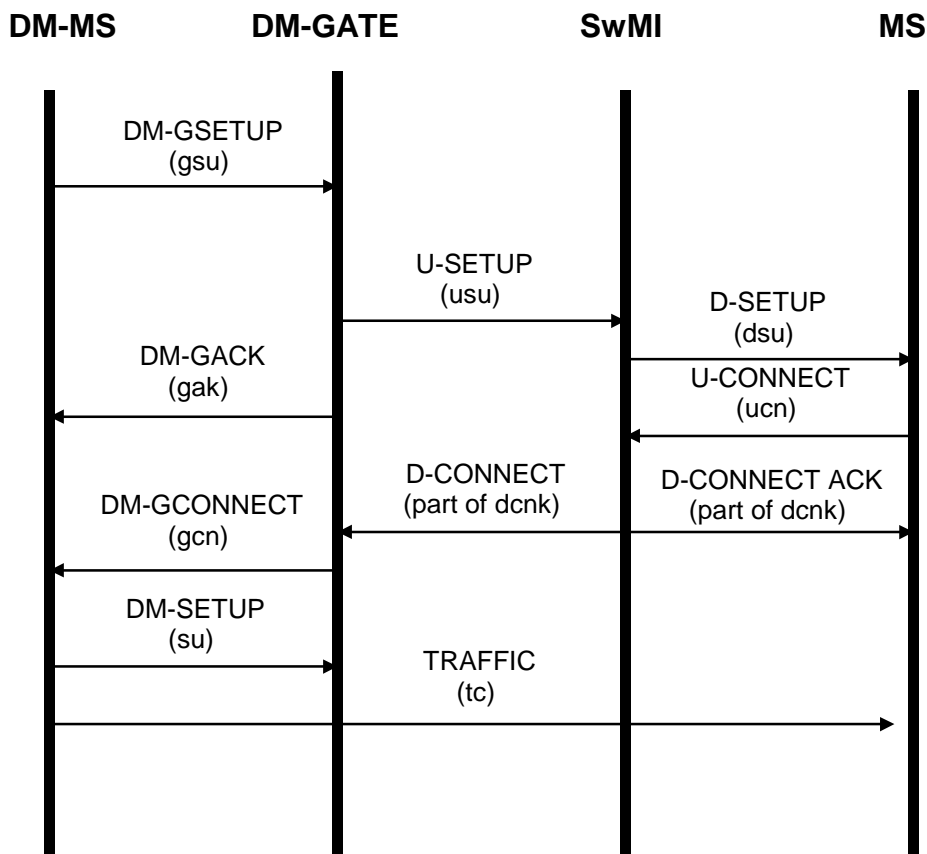 DM-MS DM-GATE SwMI MS
DM-GSETUP
(gsu)
U-SETUP
(usu)
D-SETUP
(dsu)
DM-GACK
(gak)
U-CONNECT
(ucn)
D-CONNECT
(part of dcnk)
D-CONNECT ACK
(part of dcnk)
DM-GCONNECT
(gcn)
DM-SETUP
(su)
TRAFFIC
(tc)